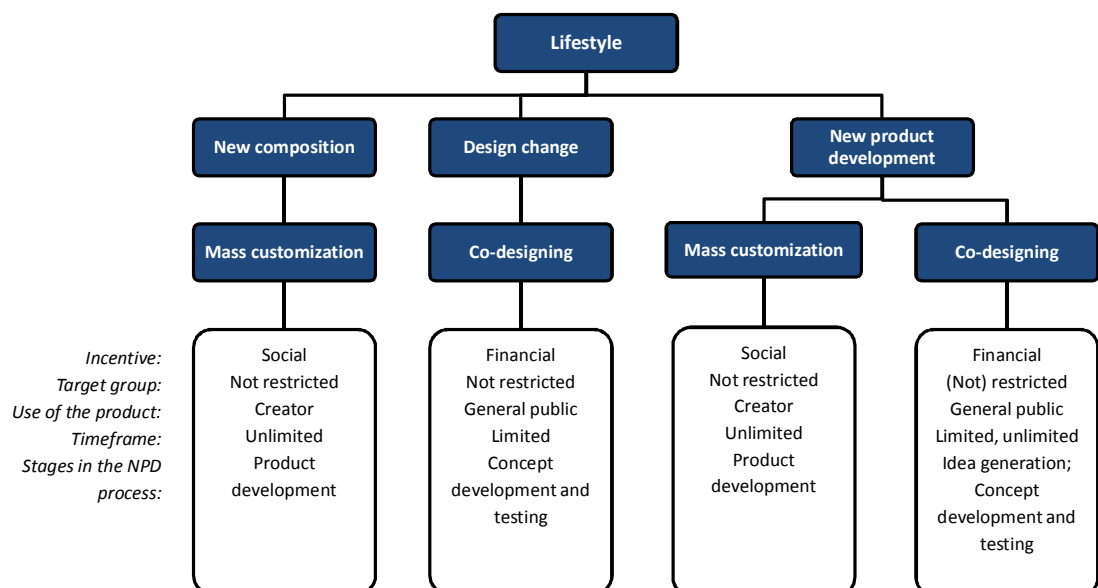 Lifestyle
New composition
Design change
New product
development
Mass customization
Co-designing
Mass customization
Co-designing
Incentive:
Target group:
Use of the product:
Timeframe:
Stages in the NPD
process:
Social
Not restricted
Creator
Unlimited
Product
development
Financial
Not restricted
General public
Limited
Concept
development and
testing
Social
Not restricted
Creator
Unlimited
Product
development
Financial
(Not) restricted
General public
Limited, unlimited
Idea generation;
Concept
development and
testing